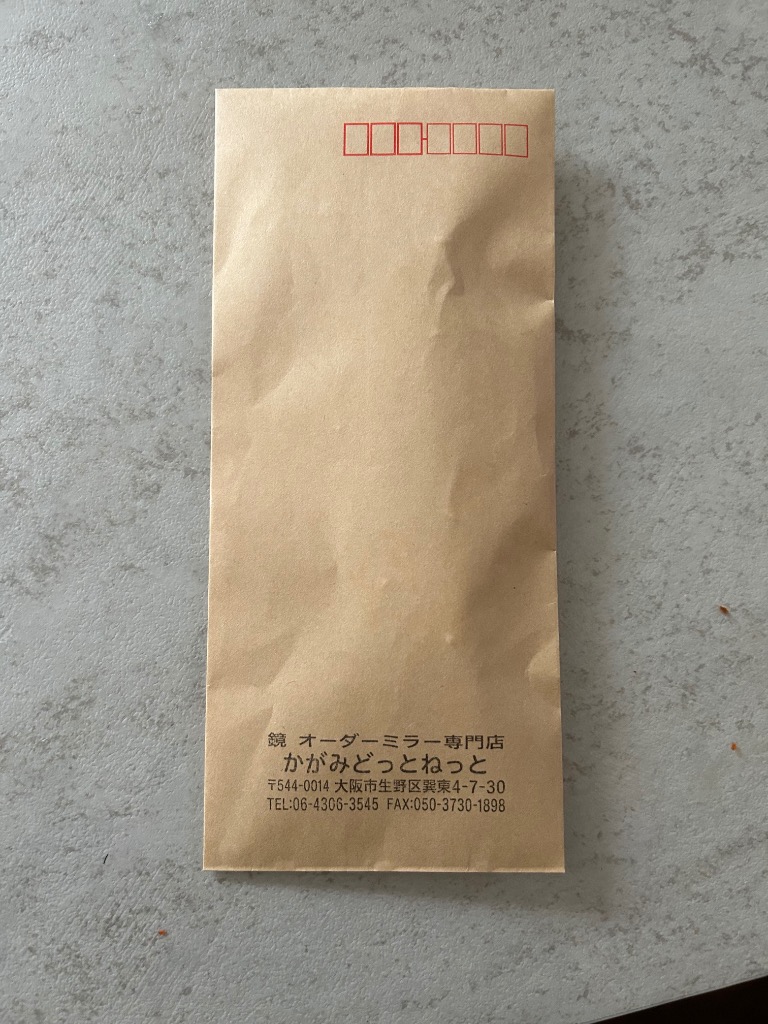 鏡 オーダーミラー専門店
かがみどっとねっと
〒544-0014 大阪市生野区巽東4-7-30
TEL:06-4306-3545 FAX:050-3730-1898